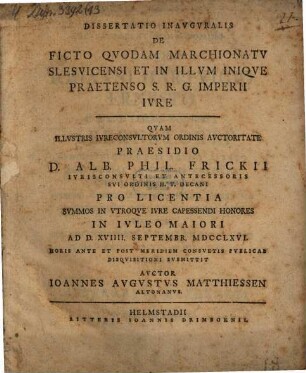 DISSERTATIO INAVGVRALIS
DE
FICTO QVODAM MARCHIONATV
SLESVICENSI ET IN ILLVM INIQVE
PRAETENSO S. R. G. IMPERII
IVRE
QVAM
ILLVSTRIS IVRECONSVLTORVM ORDINIS AVCTORITATE
PRAESIDIO
D. ALB. PHIL. FRICKII
IVRISCONSVLTI ET ANTECESSORIS
SVI ORDINIS H. T. DECANI
PRO LICENTIA
SVMMOS IN VTROQVE IVRE CAPESSENDI HONORES
IN IVLEO MAIORI
AD D. XVIIII. SEPTEMBR. MDCCLXVI.
HORIS ANTE ET POST MERIDIEM CONSVETIS PVBLICAE
DISQVISITIONI SVBMITTIT
AVCTOR
IOANNES AVGVSTVS MATTHIESSEN
ALTONANVS.
HELMSTADII
LITTERIS IOANNIS DRIMBORNII.